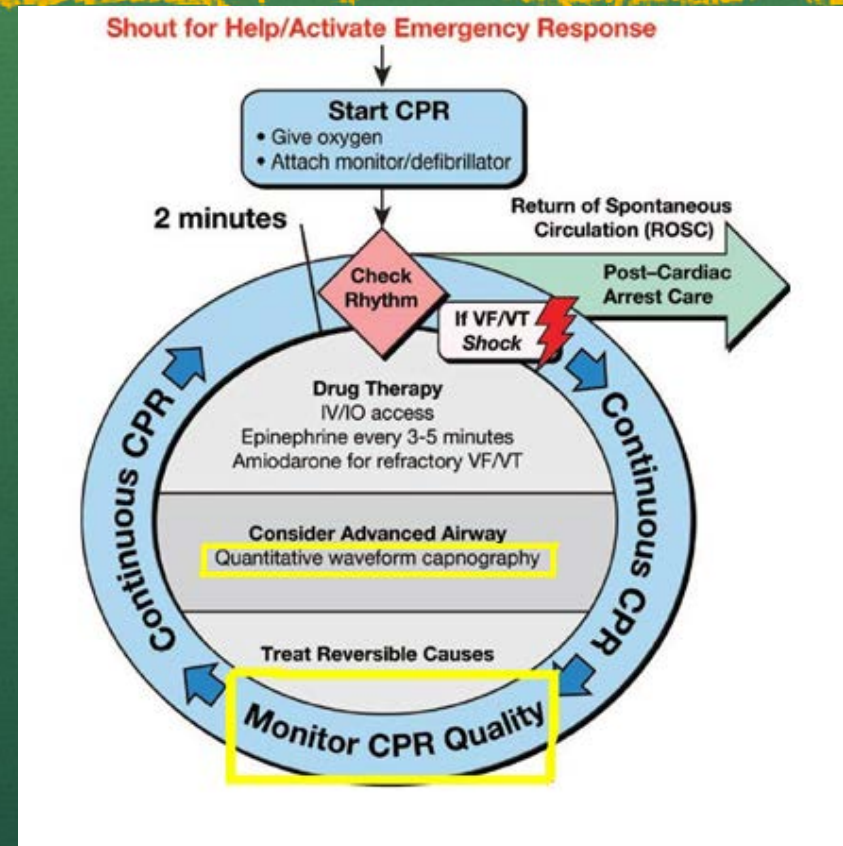 Shout for Help/Activate Emergency Response
Start CPR
• Give oxygen
• Attach monitor/defibrillator
2 minutes
Return of Spontaneous
Circulation (ROSC)
Check
Rhythm
Post–Cardiac
Arrest Care
If VF/VT
Shock
Drug Therapy
IV/IO access
Epinephrine every 3-5 minutes
Amiodarone for refractory VF/VT
Continuous CPR
Continuous CPR
Consider Advanced Airway
Quantitative waveform capnography
Treat Reversible Causes
Monitor CPR Quality